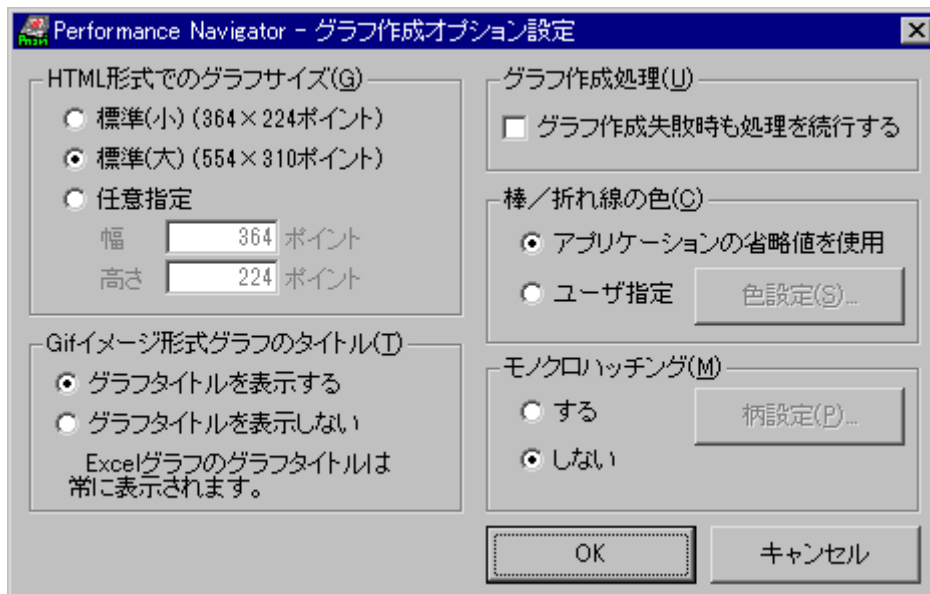 Performance Navigator - グラフ作成オプション設定
HTML形式でのグラフサイズ(G)
標準(小) (364×224ポイント)
標準(大) (554×310ポイント)
任意指定
幅 364 ポイント
高さ 224 ポイント
Gifイメージ形式グラフのタイトル(T)
グラフタイトルを表示する
グラフタイトルを表示しない
Excelグラフのグラフタイトルは
常に表示されます。
グラフ作成処理(U)
グラフ作成失敗時も処理を続行する
棒/折れ線の色(C)
アプリケーションの省略値を使用
ユーザ指定 色設定(S)...
モノクロハッチング(M)
する 柄設定(P)...
しない
OK キャンセル